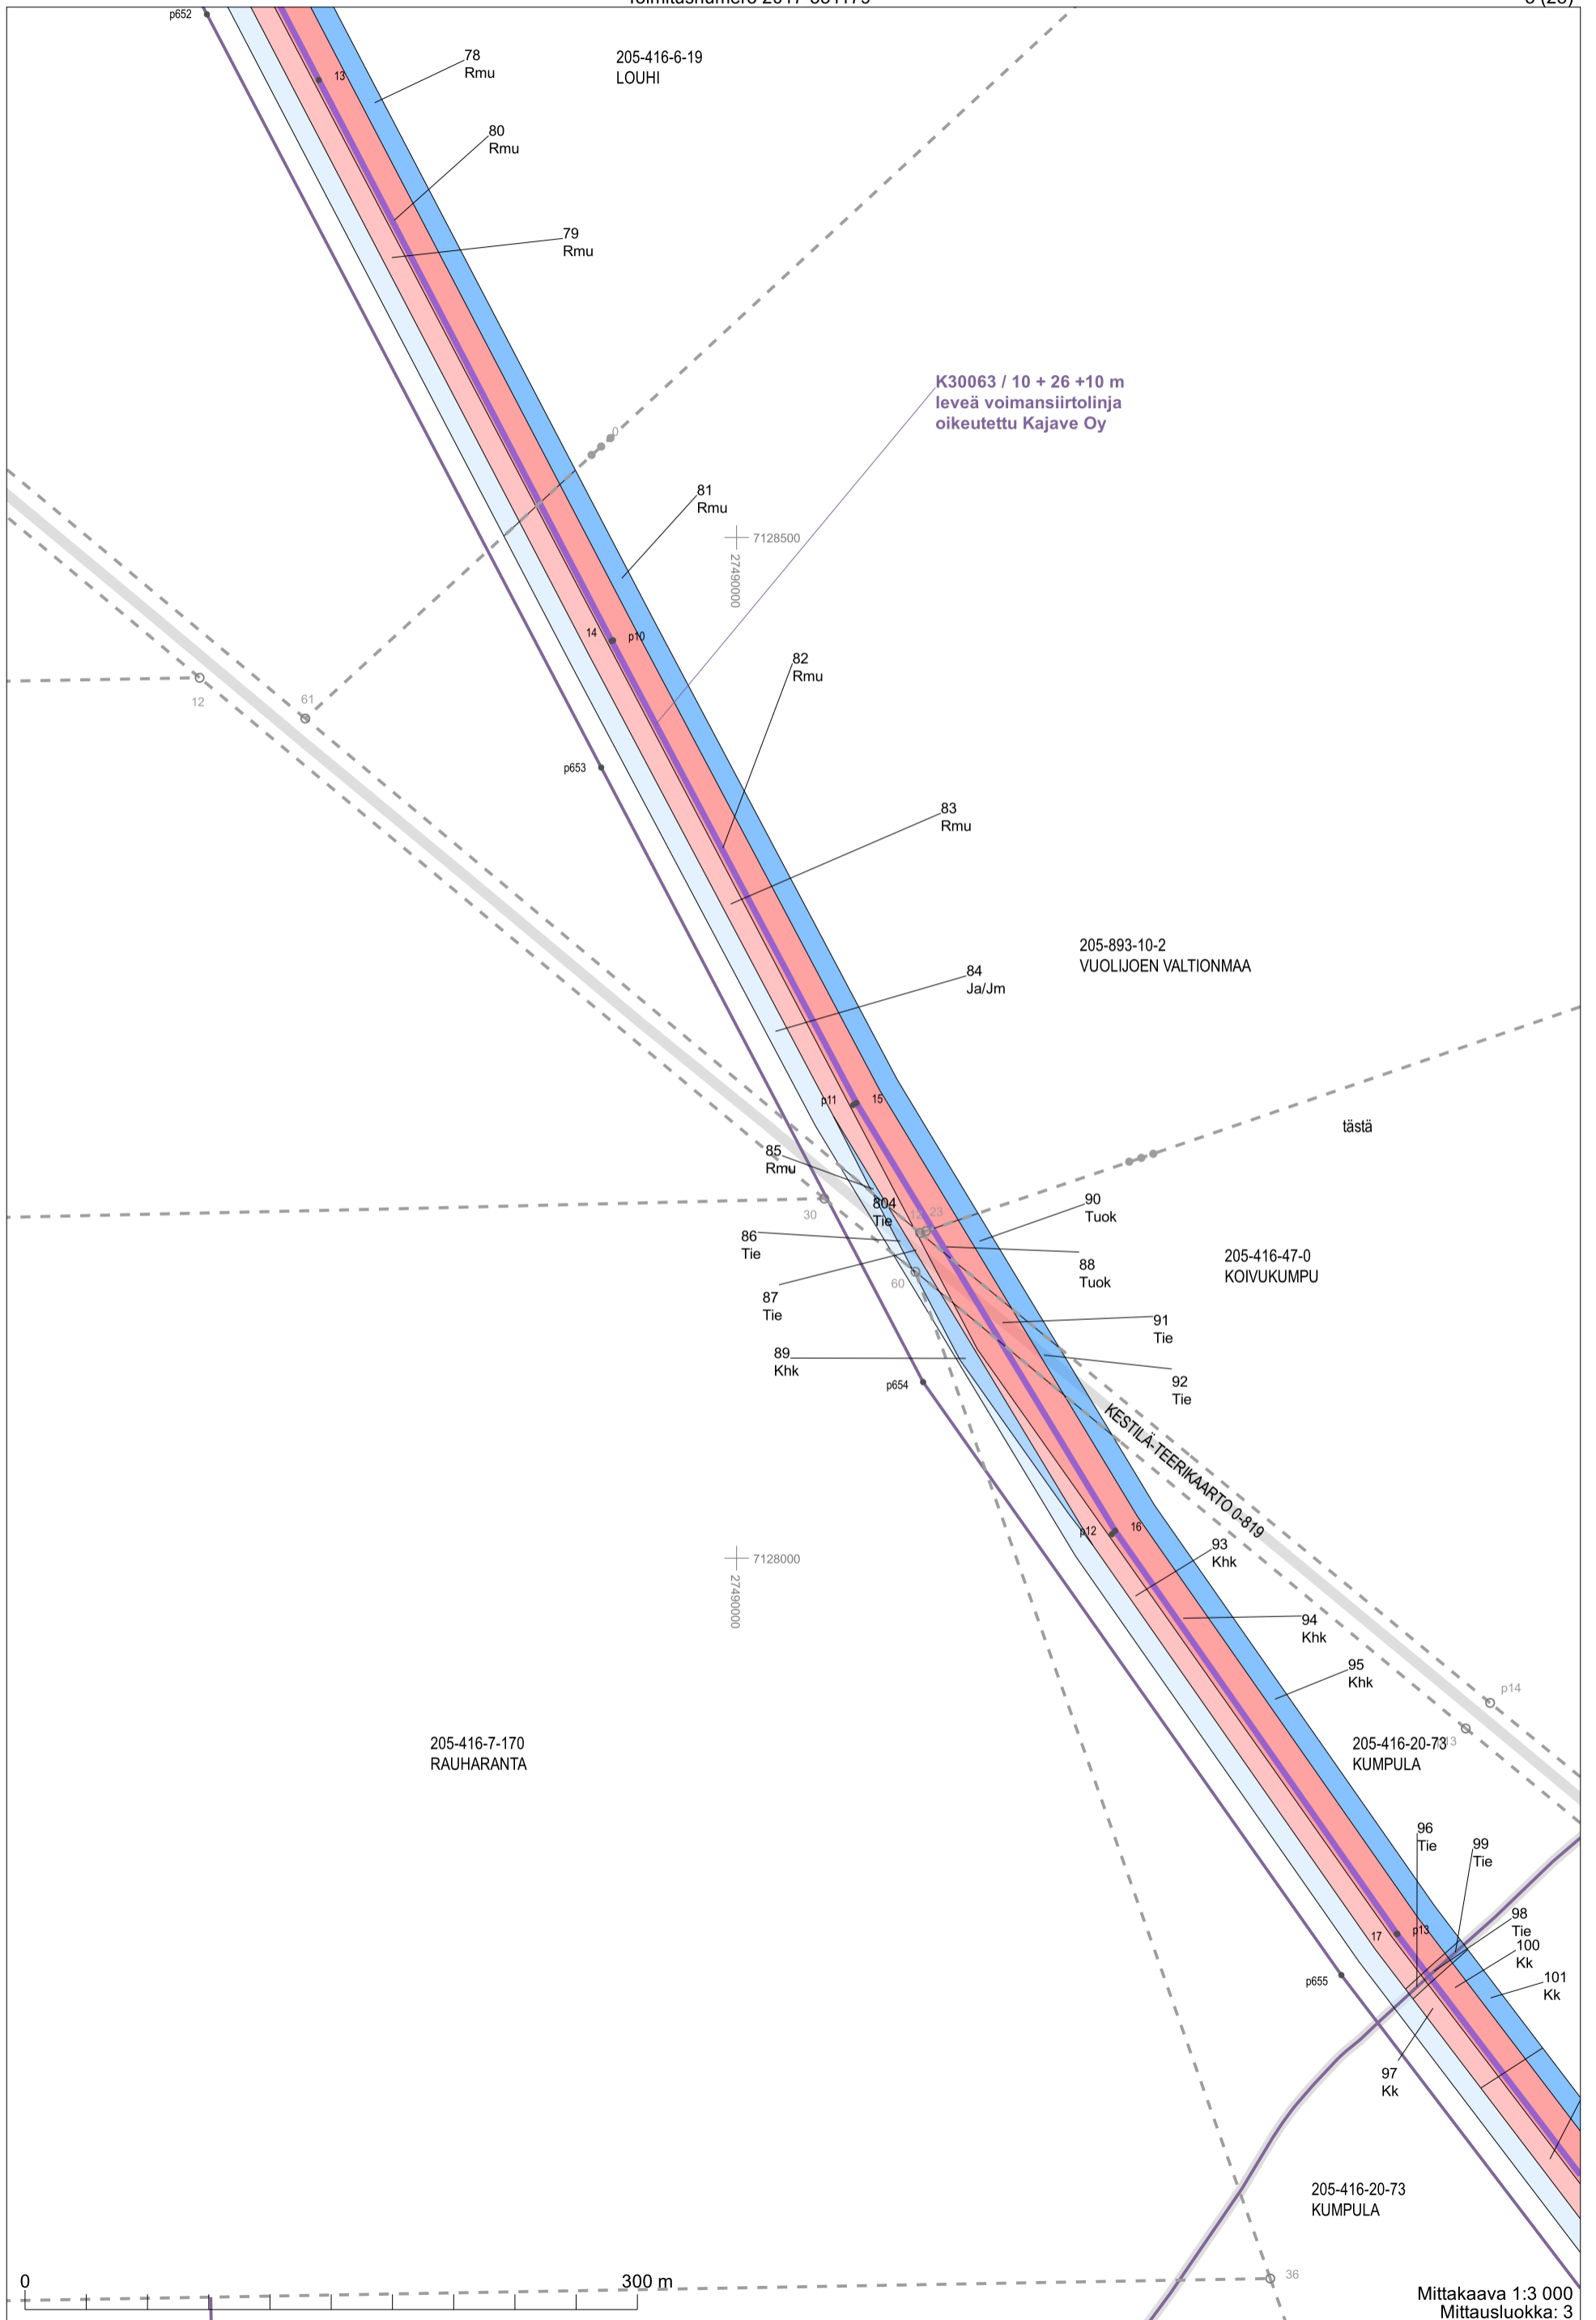 p652
78
Rmu
205-416-6-19
LOUHI
13
80
Rmu
79
Rmu
K30063 / 10 + 26 +10 m
leveä voimansiirtolinja
oikeutettu Kajave Oy
81
Rmu
7128500
27490000
14
p10
82
Rmu
12
61
p653
83
Rmu
205-893-10-2
VUOLIJOEN VALTIONMAA
84
Ja/Jm
p11
15
tästä
85
Rmu
30
804
Tie
23
90
Tuok
86
Tie
205-416-47-0
KOIVUKUMPU
88
Tuok
60
87
Tie
91
Tie
89
Khk
p654
92
Tie
KESTILÄ-TEERIKAARTO 0-819
p12
16
93
Khk
7128000
27490000
94
Khk
95
Khk
p14
205-416-7-170
RAUHARANTA
205-416-20-73
KUMPULA
96
Tie
99
Tie
98
Tie
17
p13
100
Kk
p655
101
Kk
97
Kk
205-416-20-73
KUMPULA
36
0
300 m
Mittakaava 1:3 000
Mittausluokka: 3